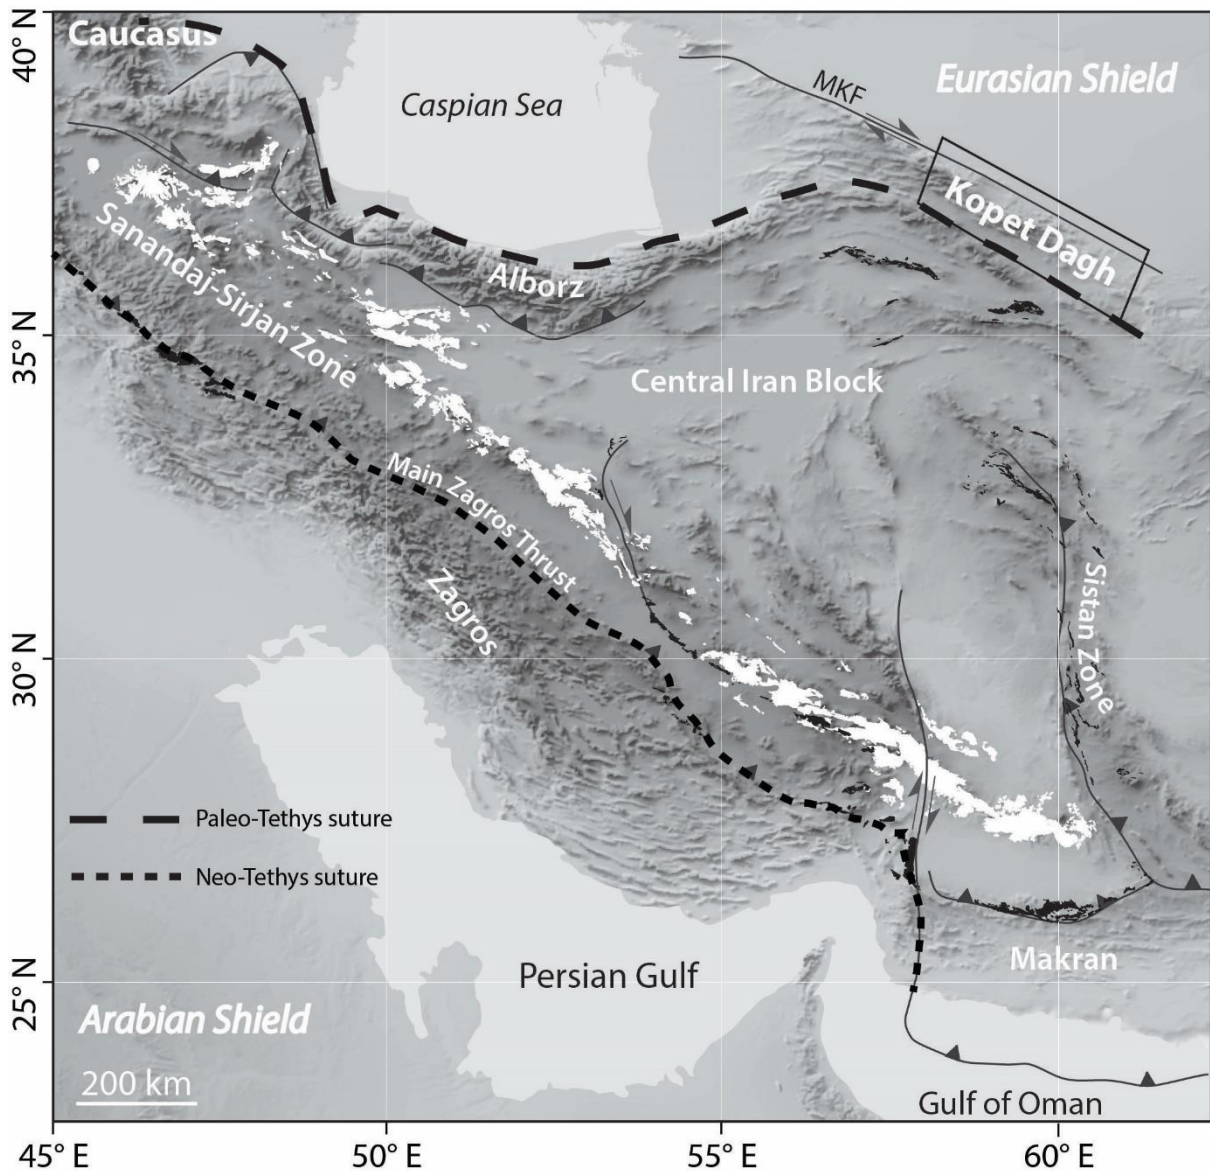 40° N
Caucasus
Caspian Sea
MKF
Eurasian Shield
Kopet Dagh
Sanandaj-Sirjan Zone
Alborz
35° N
Central Iran Block
Main Zagros Thrust
Zagros
Sistan Zone
30° N
Paleo-Tethys suture
Neo-Tethys suture
Makran
Persian Gulf
25° N
Arabian Shield
200 km
Gulf of Oman
45° E
50° E
55° E
60° E